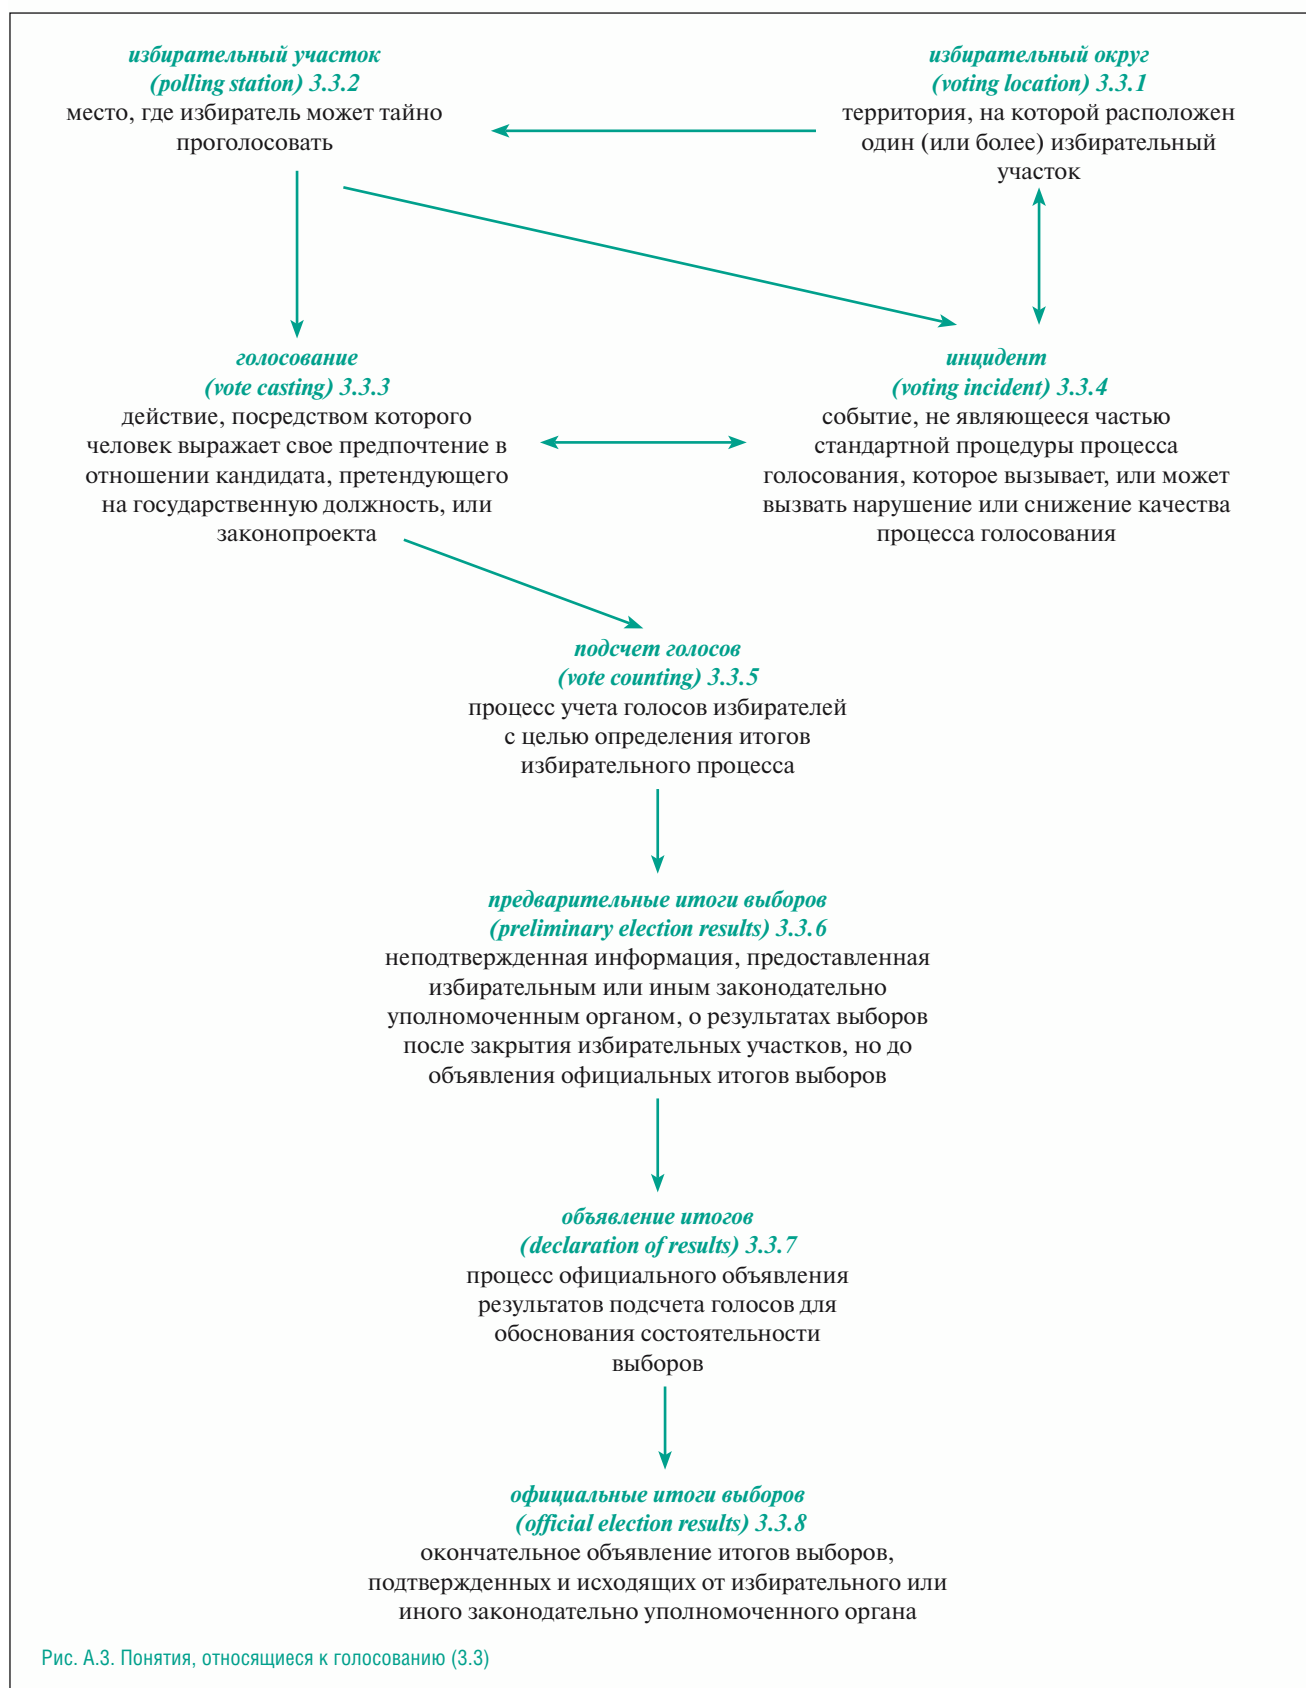 избирательный участок
(polling station) 3.3.2
место, где избиратель может тайно
проголосовать
избирательный округ
(voting location) 3.3.1
территория, на которой расположен
один (или более) избирательный
участок
голосование
(vote casting) 3.3.3
действие, посредством которого
человек выражает свое предпочтение в
отношении кандидата, претендующего
на государственную должность, или
законопроекта
инцидент
(voting incident) 3.3.4
событие, не являющееся частью
стандартной процедуры процесса
голосования, которое вызывает, или может
вызвать нарушение или снижение качества
процесса голосования
подсчет голосов
(vote counting) 3.3.5
процесс учета голосов избирателей
с целью определения итогов
избирательного процесса
предварительные итоги выборов
(preliminary election results) 3.3.6
неподтвержденная информация, предоставленная
избирательным или иным законодательно
уполномоченным органом, о результатах выборов
после закрытия избирательных участков, но до
объявления официальных итогов выборов
объявление итогов
(declaration of results) 3.3.7
процесс официального объявления
результатов подсчета голосов для
обоснования состоятельности
выборов
официальные итоги выборов
(official election results) 3.3.8
окончательное объявление итогов выборов,
подтвержденных и исходящих от избирательного или
иного законодательно уполномоченного органа
Рис. А.3. Понятия, относящиеся к голосованию (3.3)